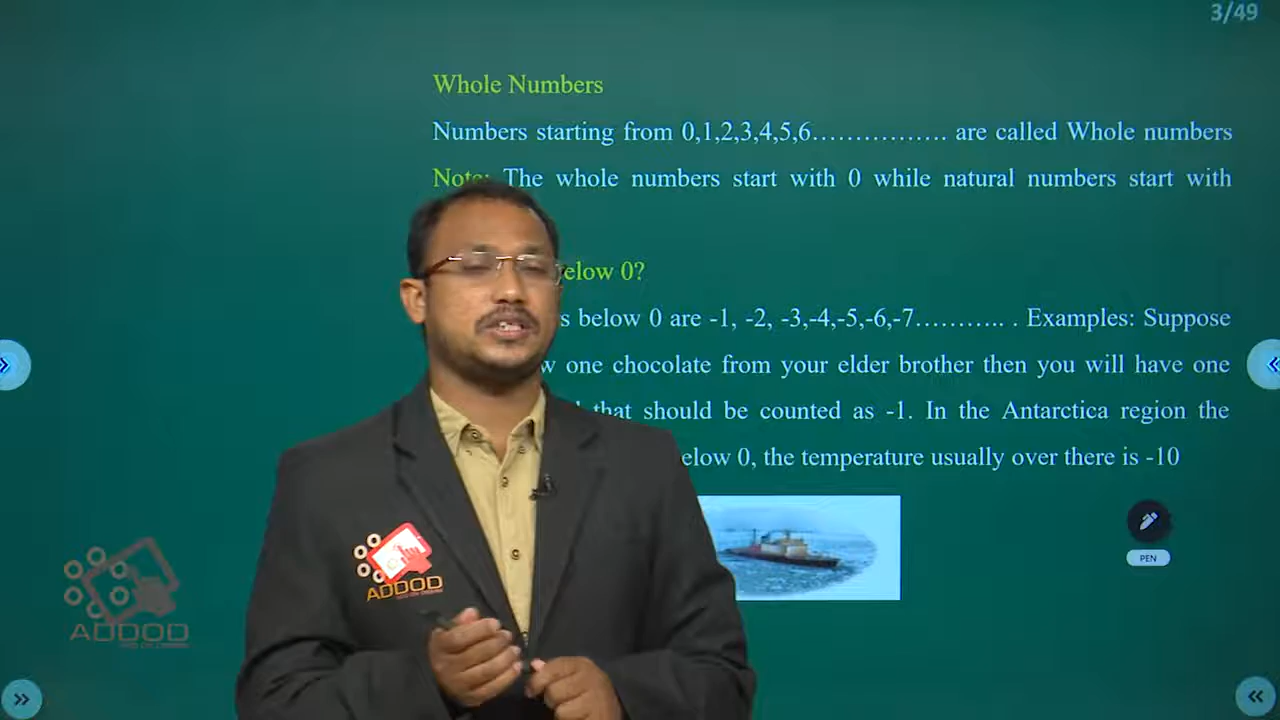 3/49
Whole Numbers
Numbers starting from 0,1,2,3,4,5,6……………. are called Whole numbers
Note: The whole numbers start with 0 while natural numbers start with
below 0?
below 0 are -1, -2, -3,-4,-5,-6,-7……….. . Examples: Suppose
one chocolate from your elder brother then you will have one
that should be counted as -1. In the Antarctica region the
below 0, the temperature usually over there is -10
PEN
ADDOD
ADDOD